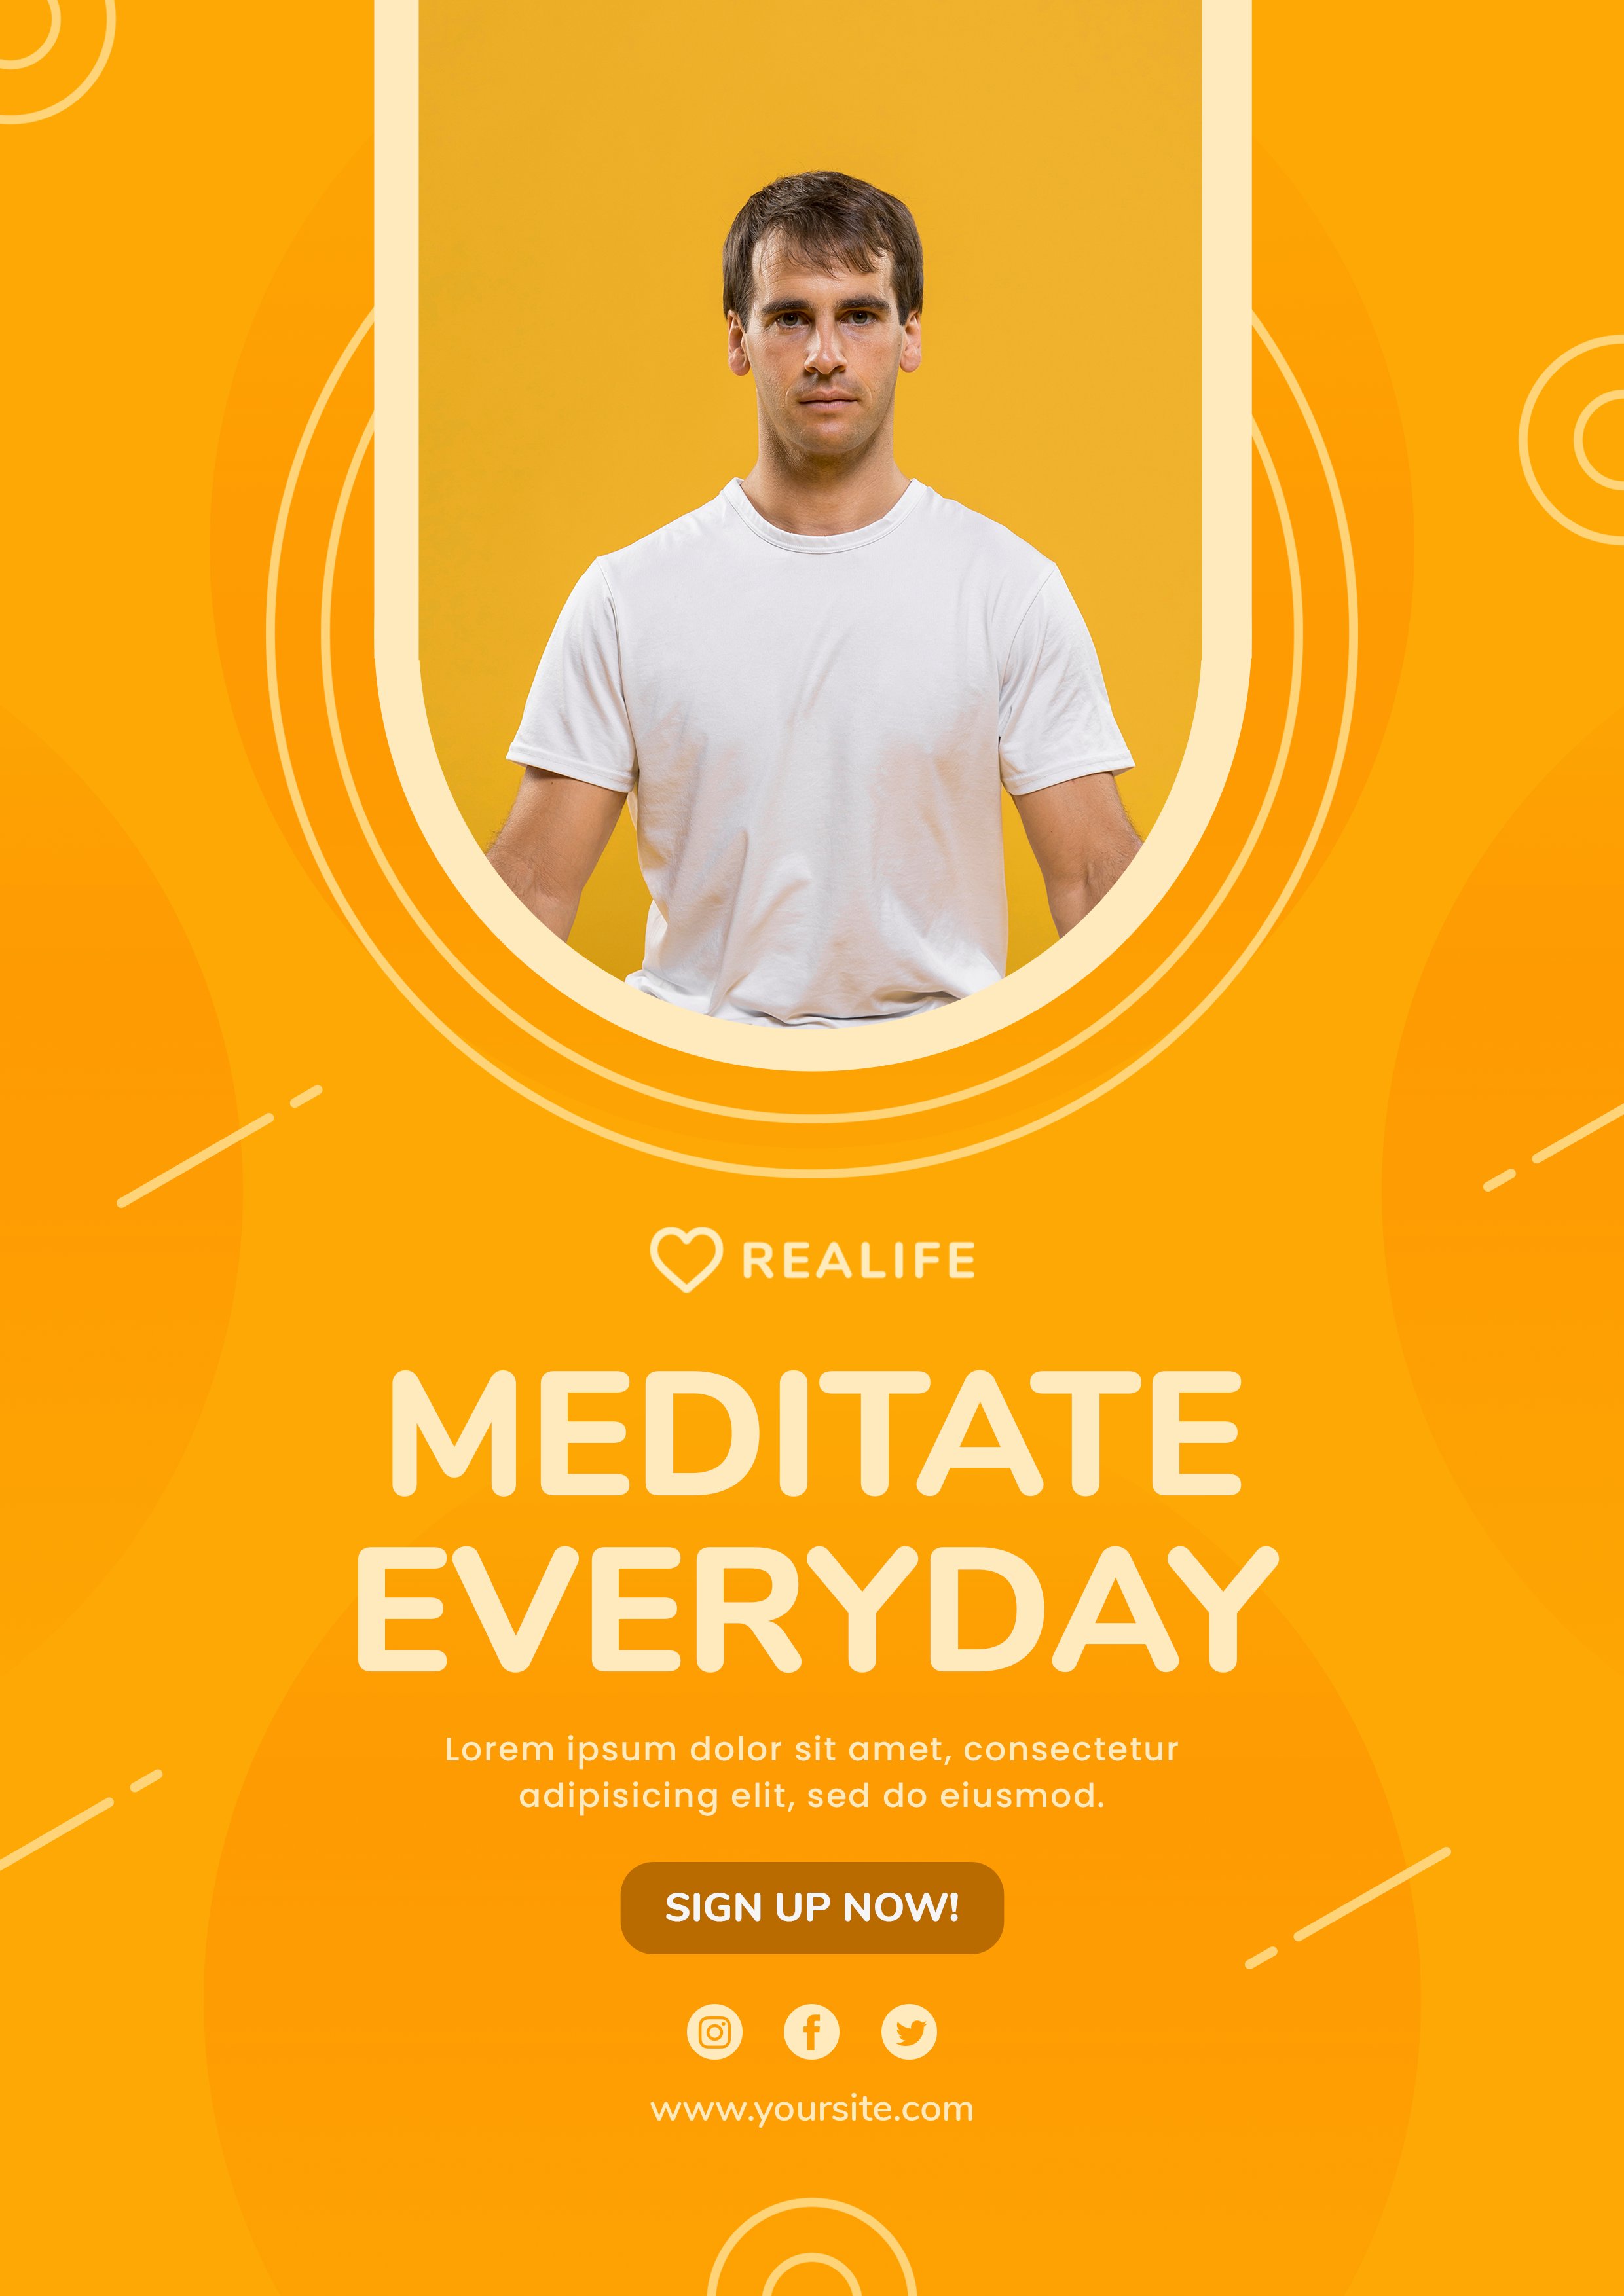 REALIFE
MEDITATE
EVERYDAY
Lorem ipsum dolor sit amet, consectetur
adipisicing elit, sed do eiusmod.
SIGN UP NOW!
www.yoursite.com